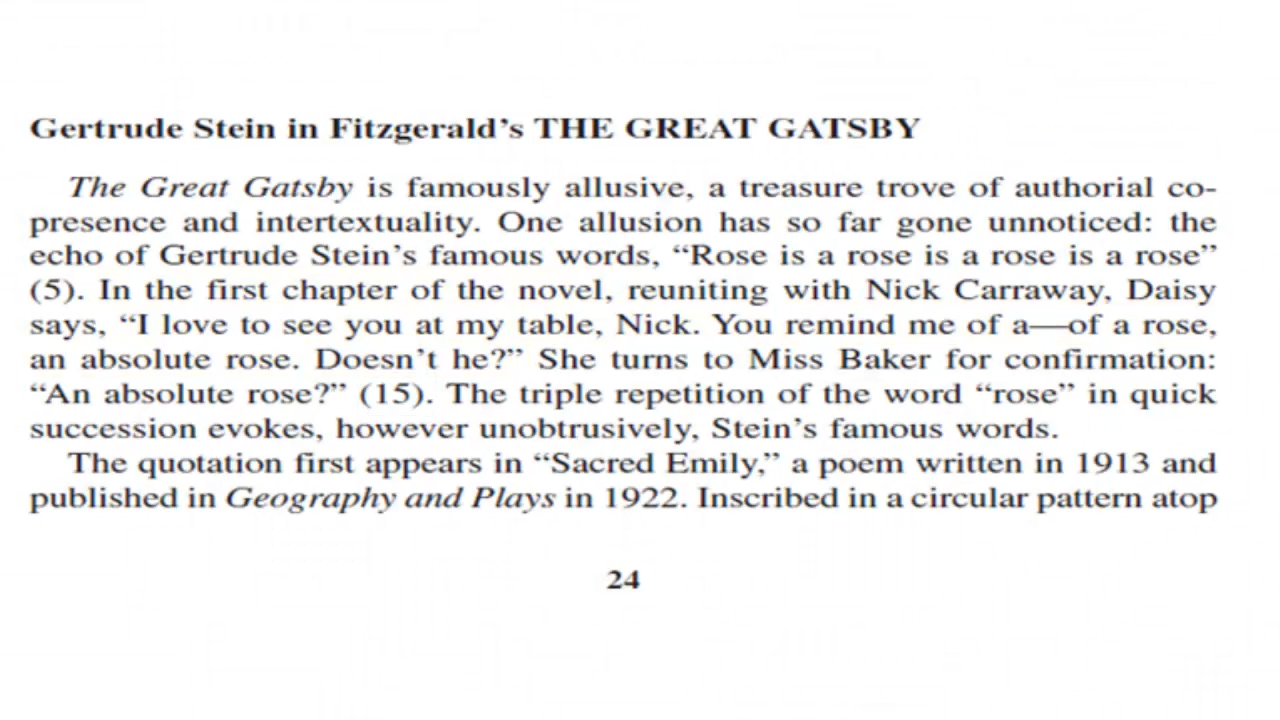 Gertrude Stein in Fitzgerald’s THE GREAT GATSBY
The Great Gatsby is famously allusive, a treasure trove of authorial co-
presence and intertextuality. One allusion has so far gone unnoticed: the
echo of Gertrude Stein’s famous words, “Rose is a rose is a rose is a rose”
(5). In the first chapter of the novel, reuniting with Nick Carraway, Daisy
says, “I love to see you at my table, Nick. You remind me of a—of a rose,
an absolute rose. Doesn’t he?” She turns to Miss Baker for confirmation:
“An absolute rose?” (15). The triple repetition of the word “rose” in quick
succession evokes, however unobtrusively, Stein’s famous words.
The quotation first appears in “Sacred Emily,” a poem written in 1913 and
published in Geography and Plays in 1922. Inscribed in a circular pattern atop
24